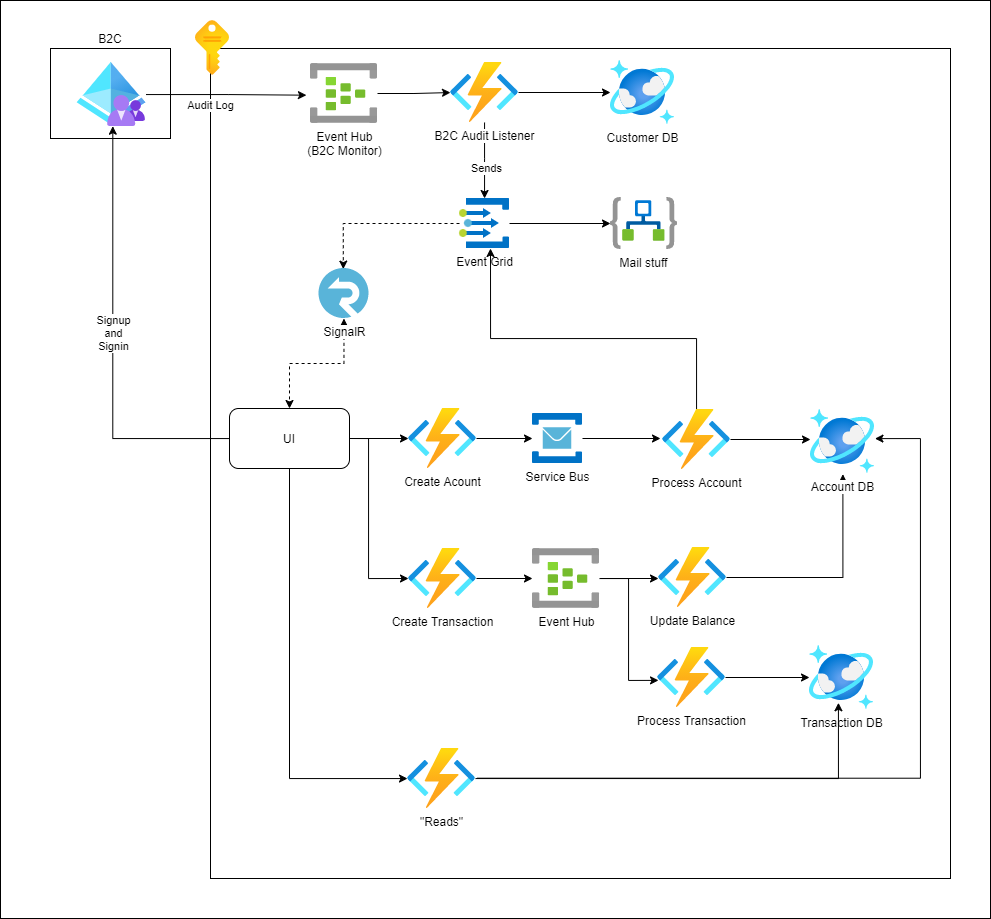 B2C
Audit Log
Event Hub
(B2C Monitor)
B2C Audit Listener
Customer DB
Sends
Event Grid
Mail stuff
SignalR
Signup
and
Signin
UI
Create Acount
Service Bus
Process Account
Account DB
Create Transaction
Event Hub
Update Balance
Process Transaction
Transaction DB
"Reads"